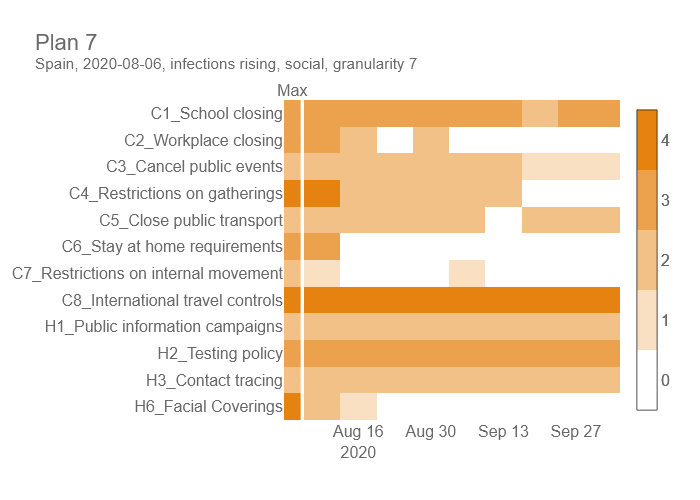 Plan 7
Spain, 2020-08-06, infections rising, social, granularity 7
Max
C1_School closing
C2_Workplace closing
C3_Cancel public events
C4_Restrictions on gatherings
C5_Close public transport
C6_Stay at home requirements
C7_Restrictions on internal movement
C8_International travel controls
H1_Public information campaigns
H2_Testing policy
H3_Contact tracing
H6_Facial Coverings
Aug 16 Aug 30 Sep 13 Sep 27
2020
4
3
2
1
0